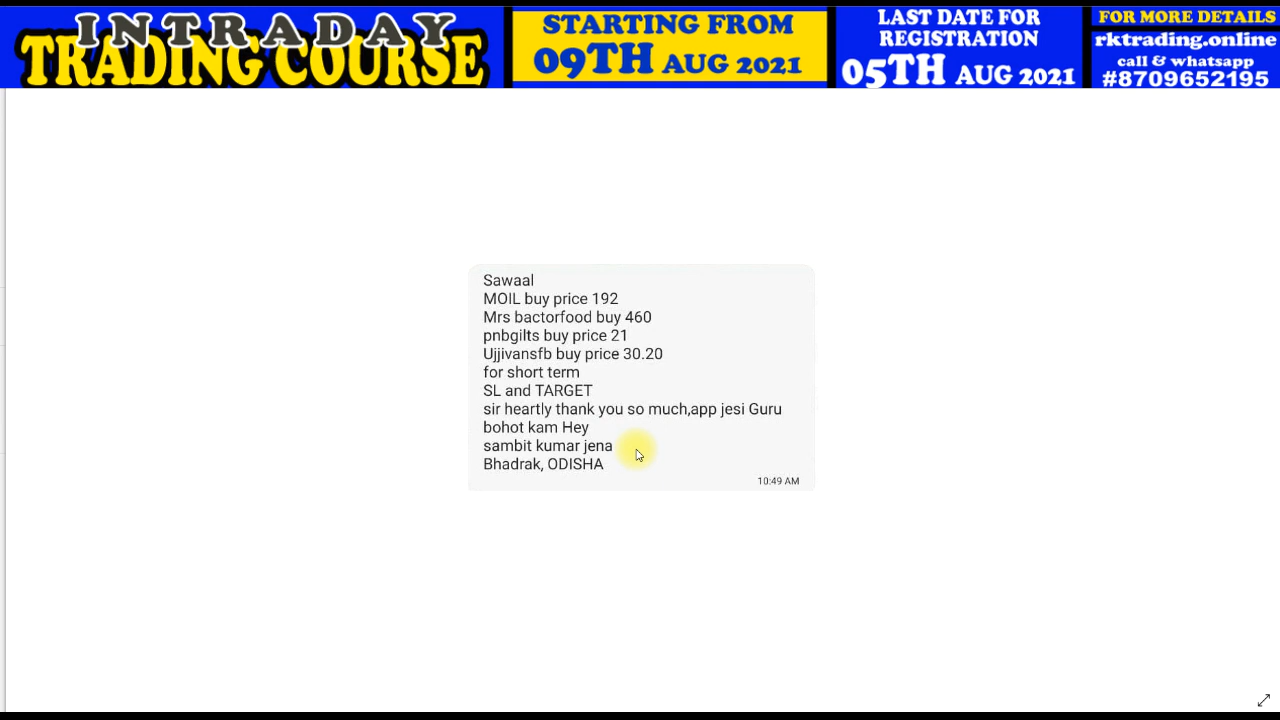 INTRADAY
TRADING COURSE
STARTING FROM
09TH AUG 2021
LAST DATE FOR
REGISTRATION
05TH AUG 2021
FOR MORE DETAILS
rktrading.online
call & whatsapp
#8709652195
Sawaal
MOIL buy price 192
Mrs bactorfood buy 460
pnbgilts buy price 21
Ujjivansfb buy price 30.20
for short term
SL and TARGET
sir heartly thank you so much,app jesi Guru
bohot kam Hey
sambit kumar jena
Bhadrak, ODISHA
10:49 AM